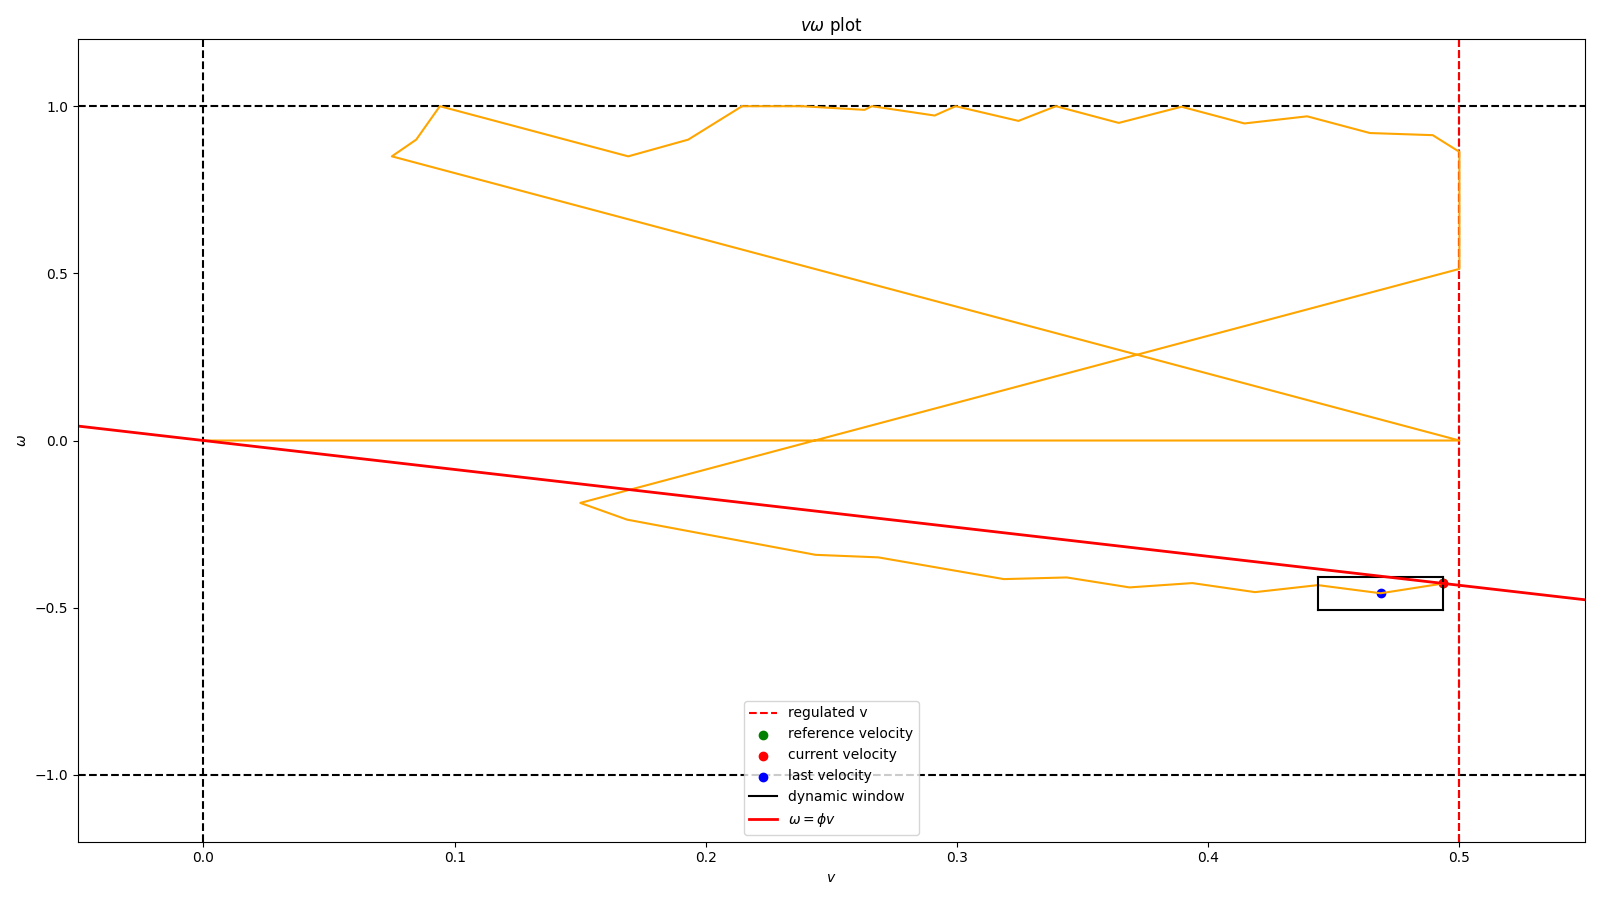 vω plot
1.0
0.5
0.0
−0.5
−1.0
ω
regulated v
reference velocity
current velocity
last velocity
dynamic window
ω = ϕv
0.0 0.1 0.2 0.3 0.4 0.5
v